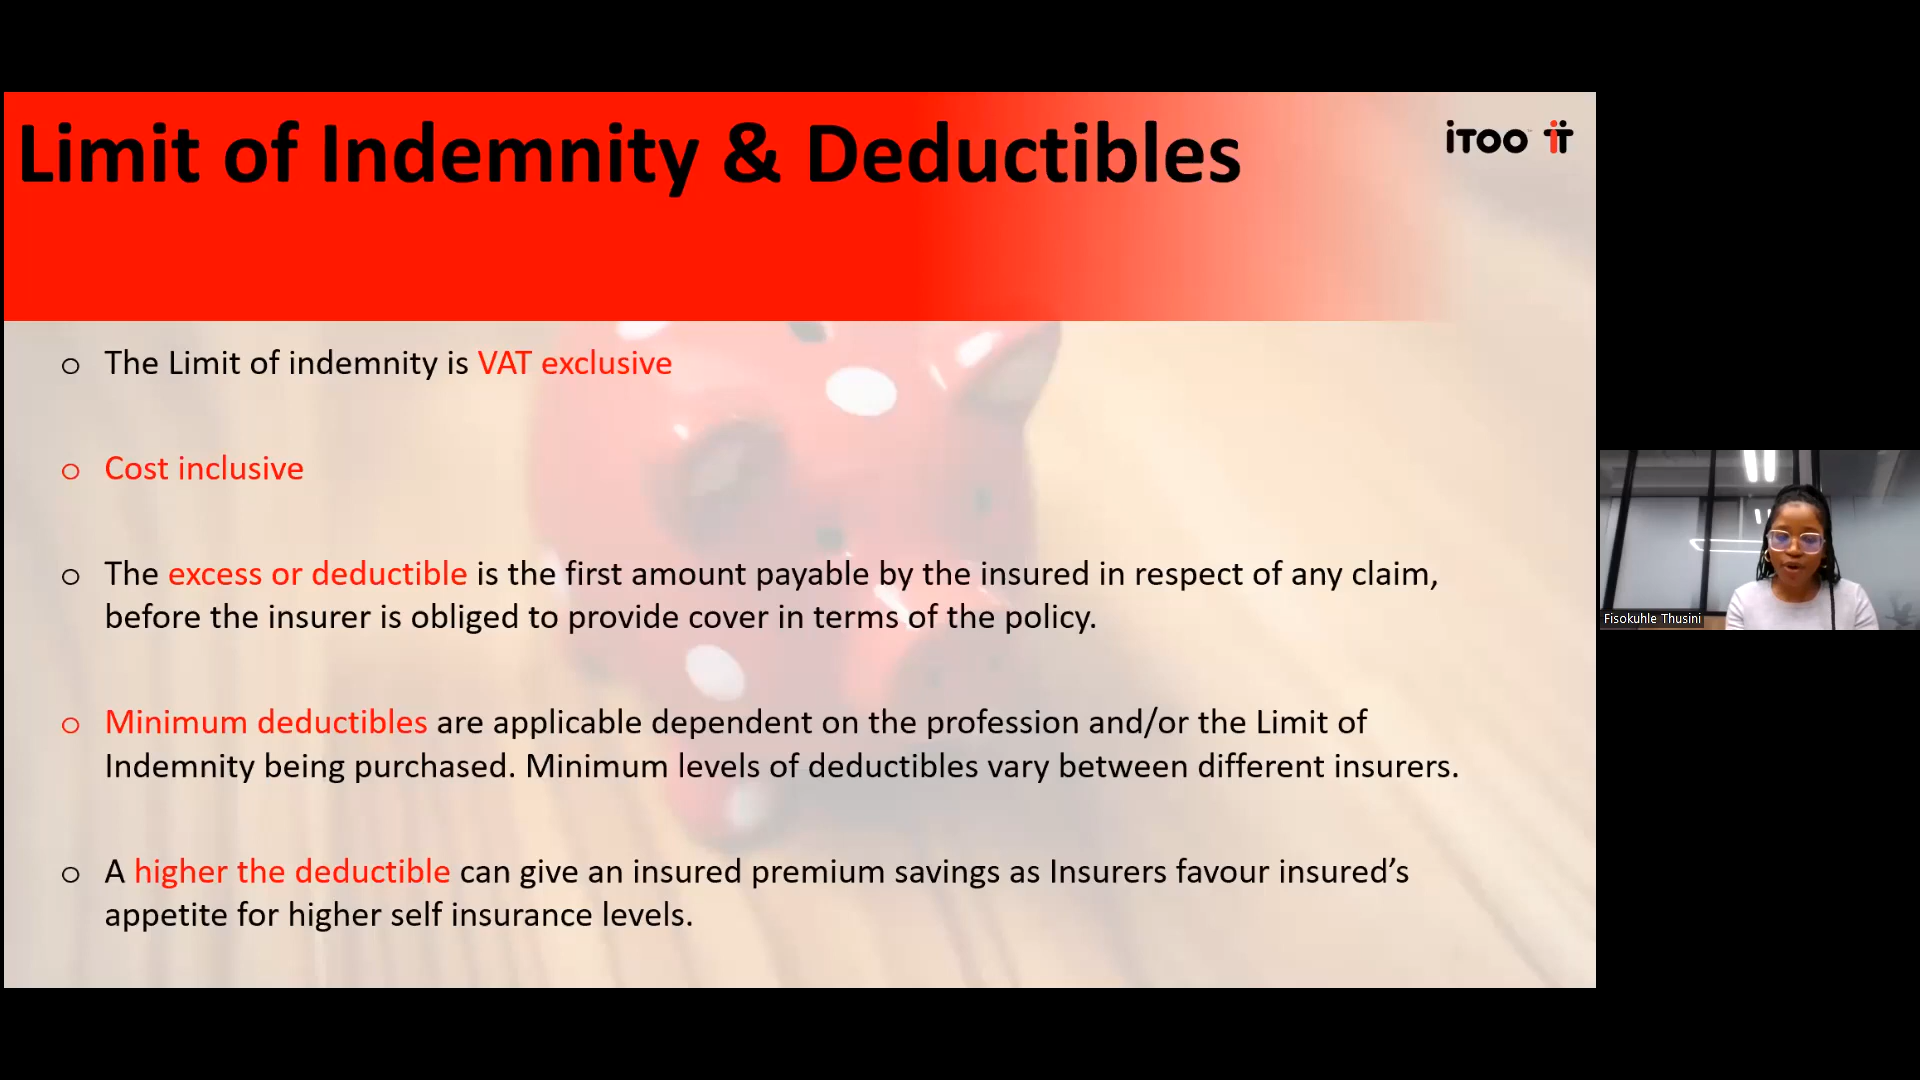 Limit of Indemnity & Deductibles
iTOO
The Limit of indemnity is VAT exclusive
Cost inclusive
The excess or deductible is the first amount payable by the insured in respect of any claim,
before the insurer is obliged to provide cover in terms of the policy.
Minimum deductibles are applicable dependent on the profession and/or the Limit of
Indemnity being purchased. Minimum levels of deductibles vary between different insurers.
A higher the deductible can give an insured premium savings as Insurers favour insured’s
appetite for higher self insurance levels.
Fisokuhle Thusini